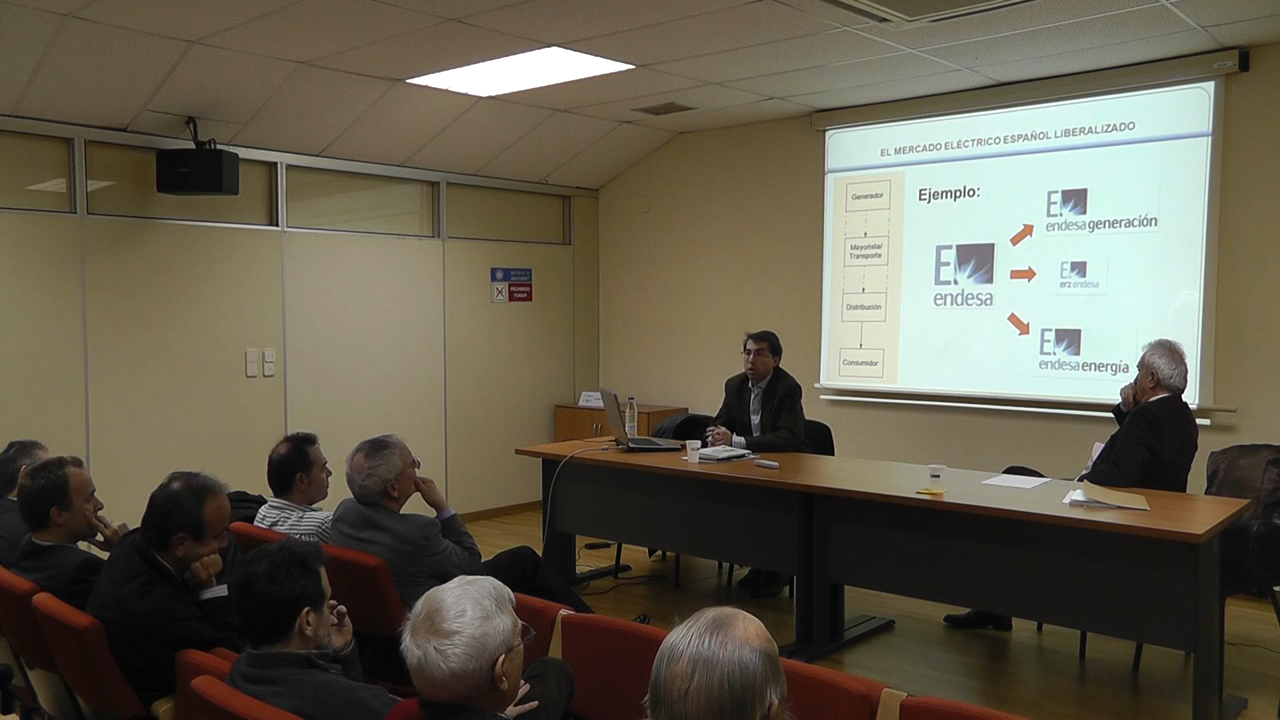 EL MERCADO ELÉCTRICO ESPAÑOL LIBERALIZADO
Generador
Mayorista/
Transporte
Distribución
Consumidor
Ejemplo:
endesa
endesa generación
erz endesa
endesa energía
PROHIBIDO
FUMAR